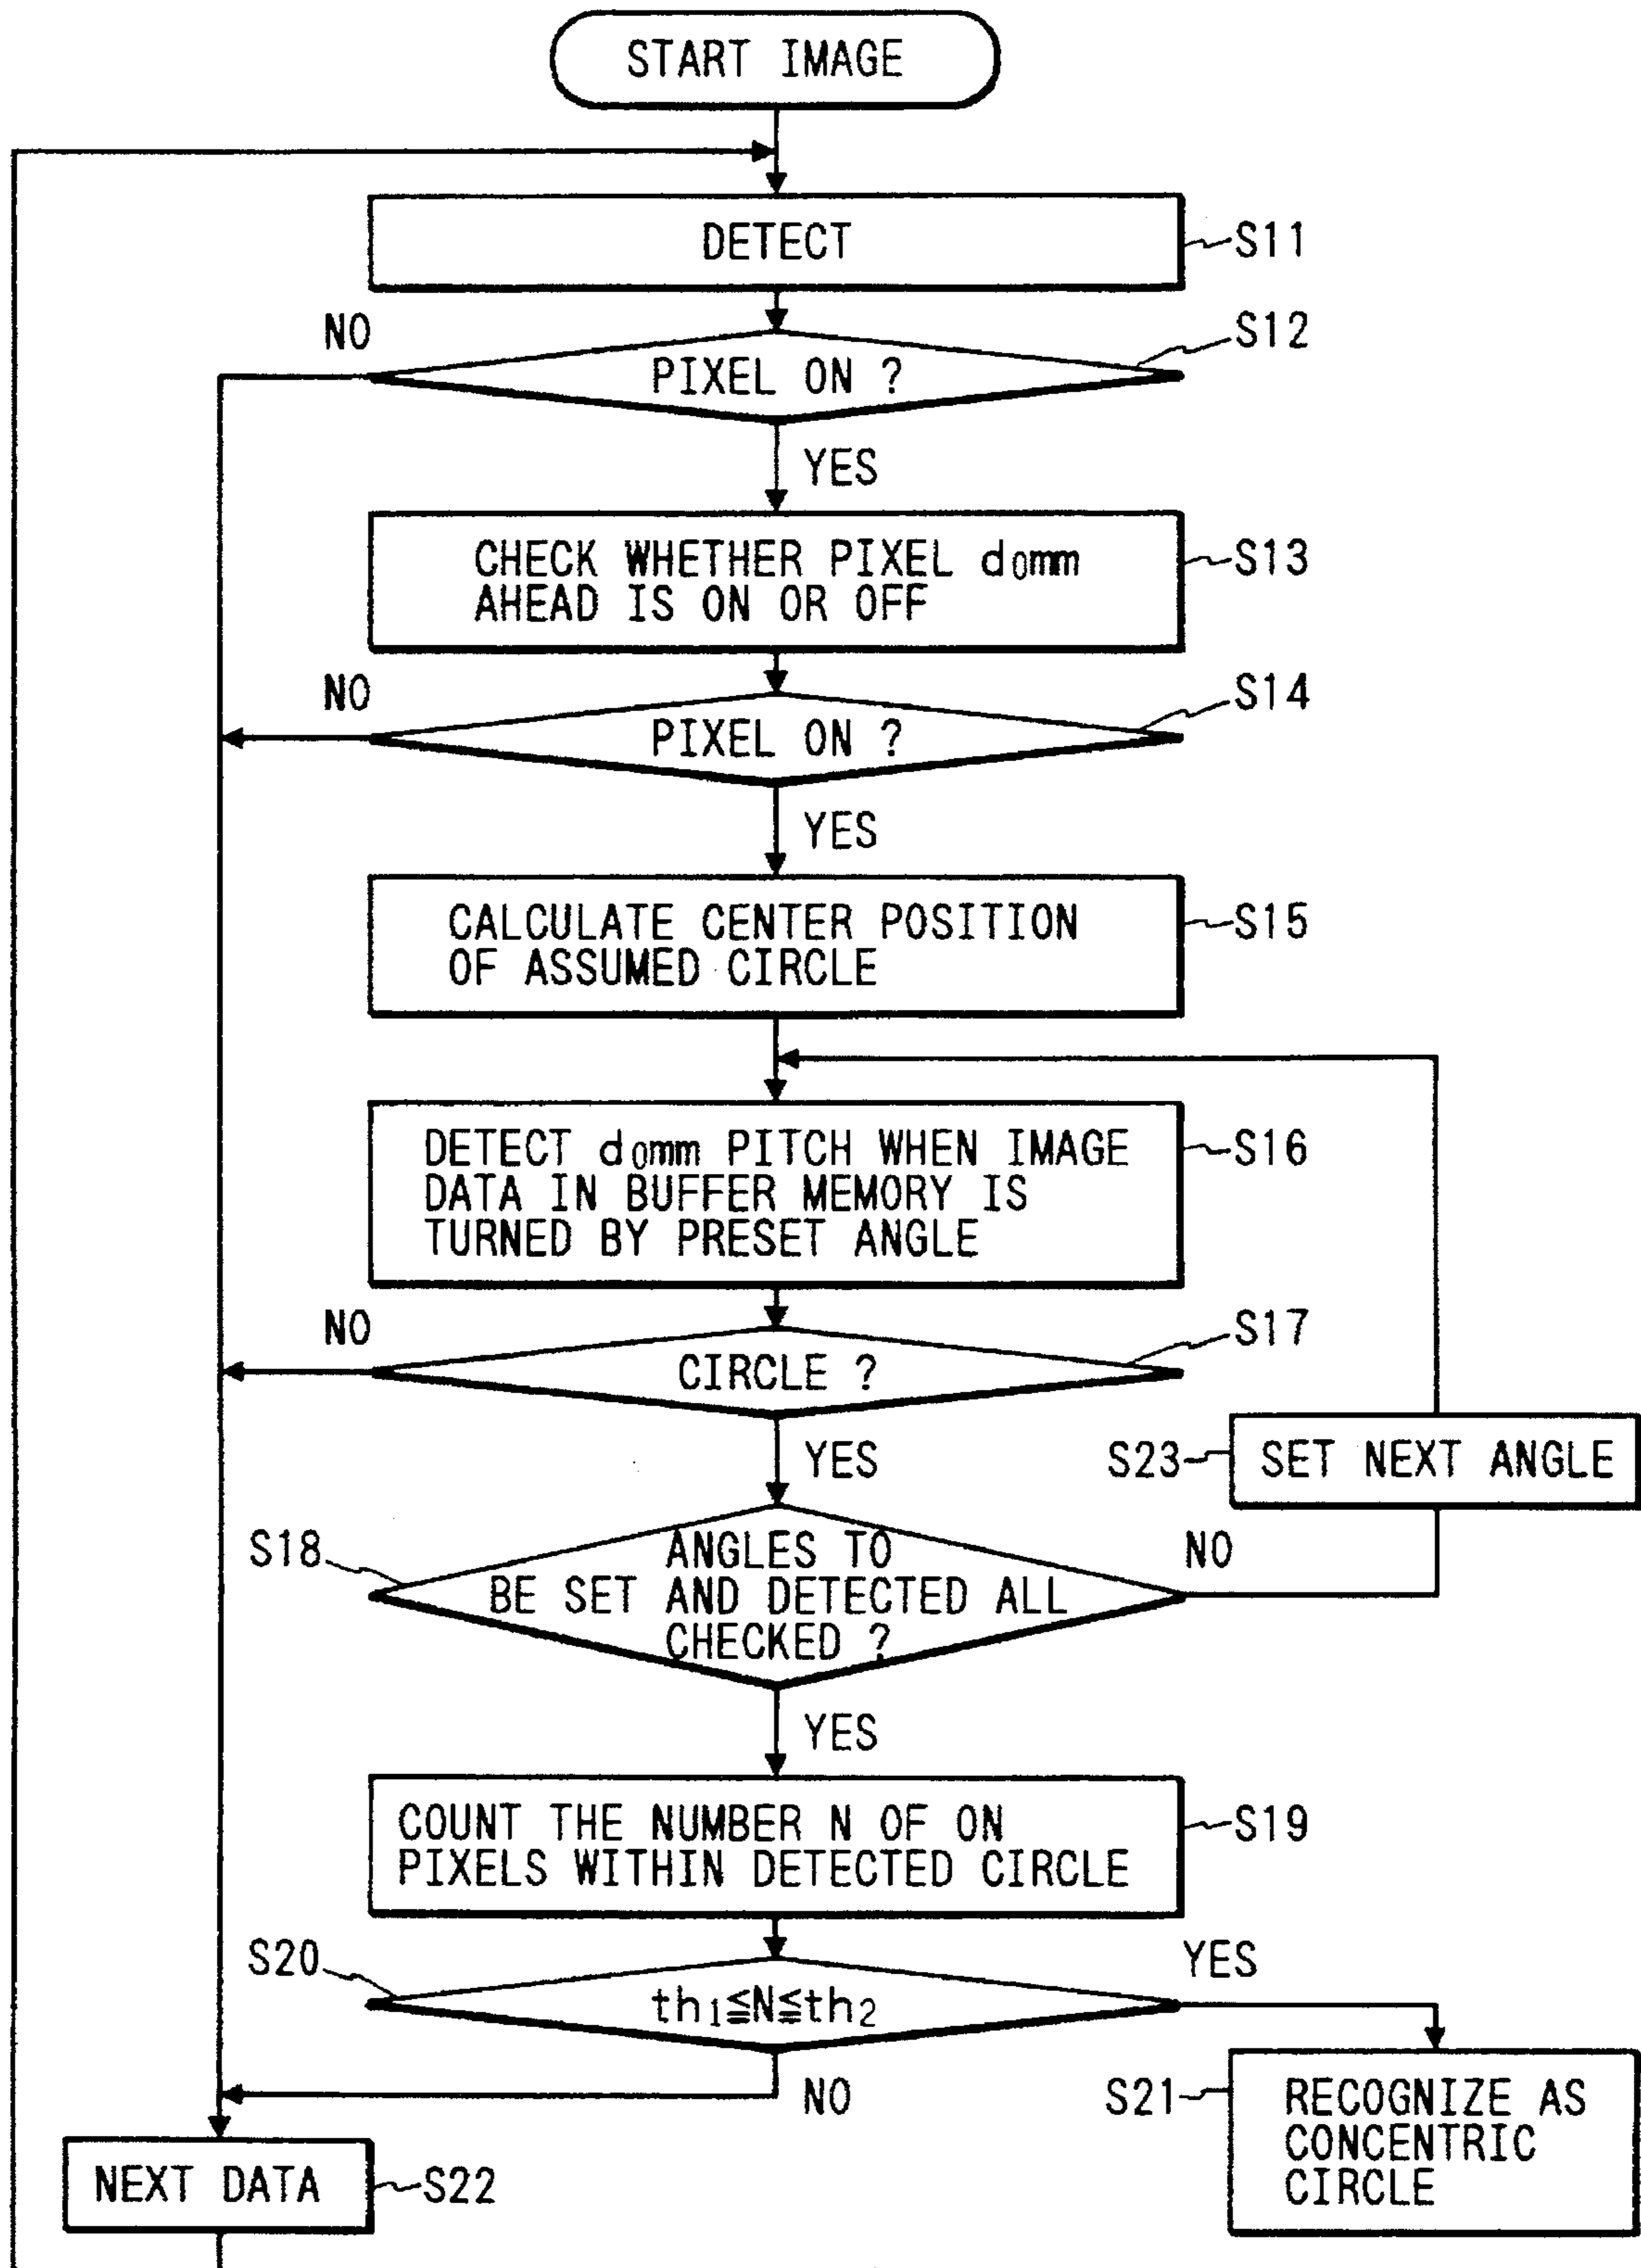 START IMAGE
DETECT
S11
NO
S12
PIXEL ON ?
YES
CHECK WHETHER PIXEL d0mm
AHEAD IS ON OR OFF
S13
NO
S14
PIXEL ON ?
YES
CALCULATE CENTER POSITION
OF ASSUMED CIRCLE
S15
DETECT d0mm PITCH WHEN IMAGE
DATA IN BUFFER MEMORY IS
TURNED BY PRESET ANGLE
S16
NO
S17
CIRCLE ?
YES
S23
SET NEXT ANGLE
S18
ANGLES TO
BE SET AND DETECTED ALL
CHECKED ?
NO
YES
COUNT THE NUMBER N OF ON
PIXELS WITHIN DETECTED CIRCLE
S19
S20
YES
th1≦N≦th2
NO
S21
RECOGNIZE AS
CONCENTRIC
CIRCLE
NEXT DATA
S22